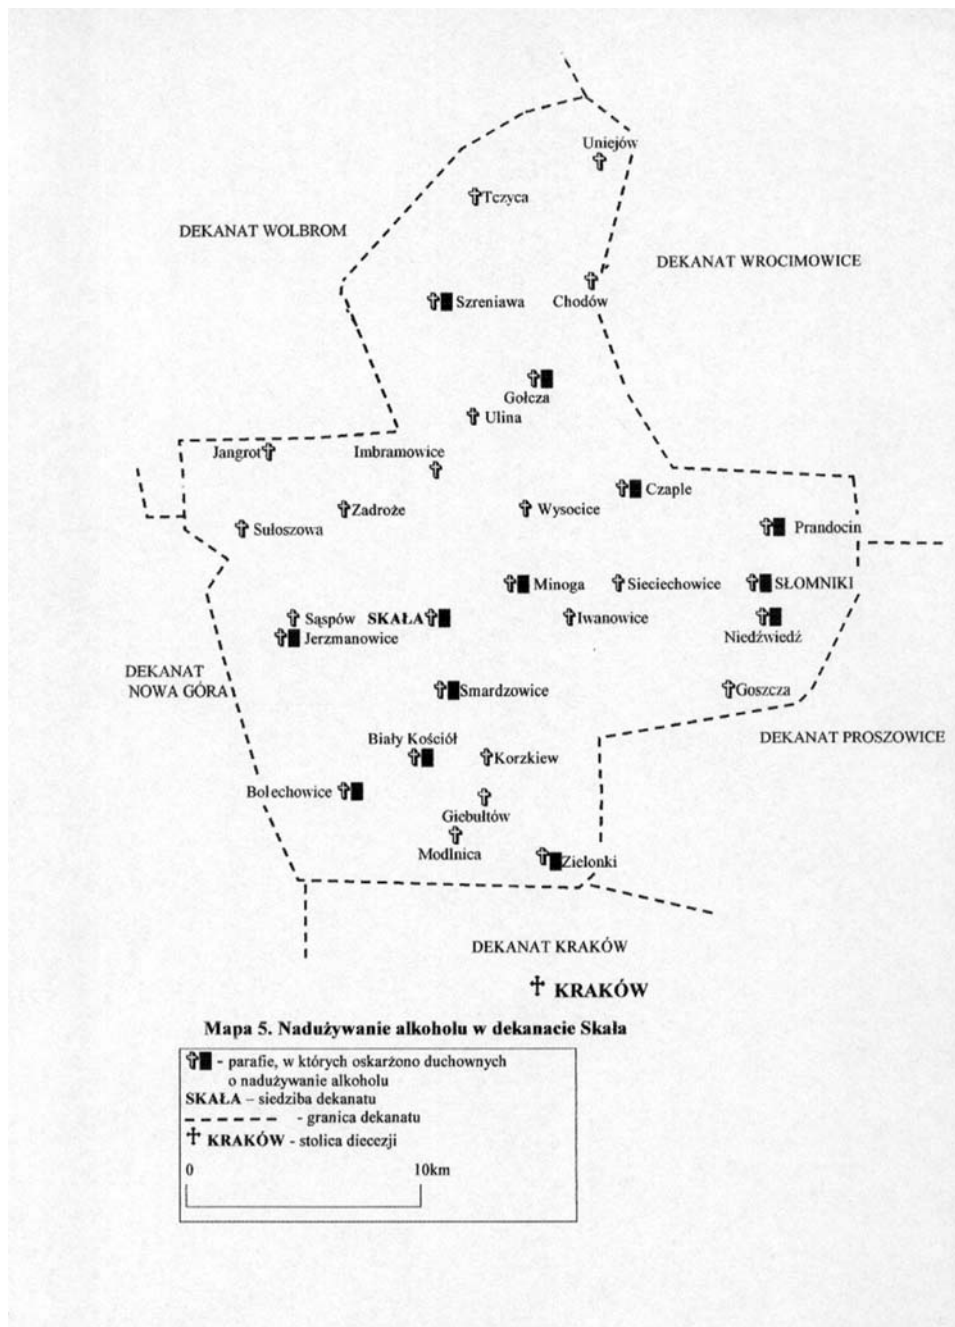 Uniejów
Tczyca
DEKANAT WOLBROM
DEKANAT WROCIMOWICE
Szreniawa
Chodów
Gołcza
Ulina
Jangrot
Imbramowice
Czaple
Zadroże
Wysocice
Sułoszowa
Prandocin
Minoga
Sieciechowice
SŁOMNIKI
Sąspów
SKAŁA
Iwanowice
Jerzmanowice
Niedźwiedź
DEKANAT
NOWA GÓRA
Smardzowice
Goszcza
Biały Kościół
DEKANAT PROSZOWICE
Korzkiew
Bolechowice
Giebułtów
Modlnica
Zielonki
DEKANAT KRAKÓW
KRAKÓW
Mapa 5. Nadużywanie alkoholu w dekanacie Skała
- parafie, w których oskarżono duchownych
o nadużywanie alkoholu
SKAŁA – siedziba dekanatu
- granica dekanatu
KRAKÓW - stolica diecezji
0 10km